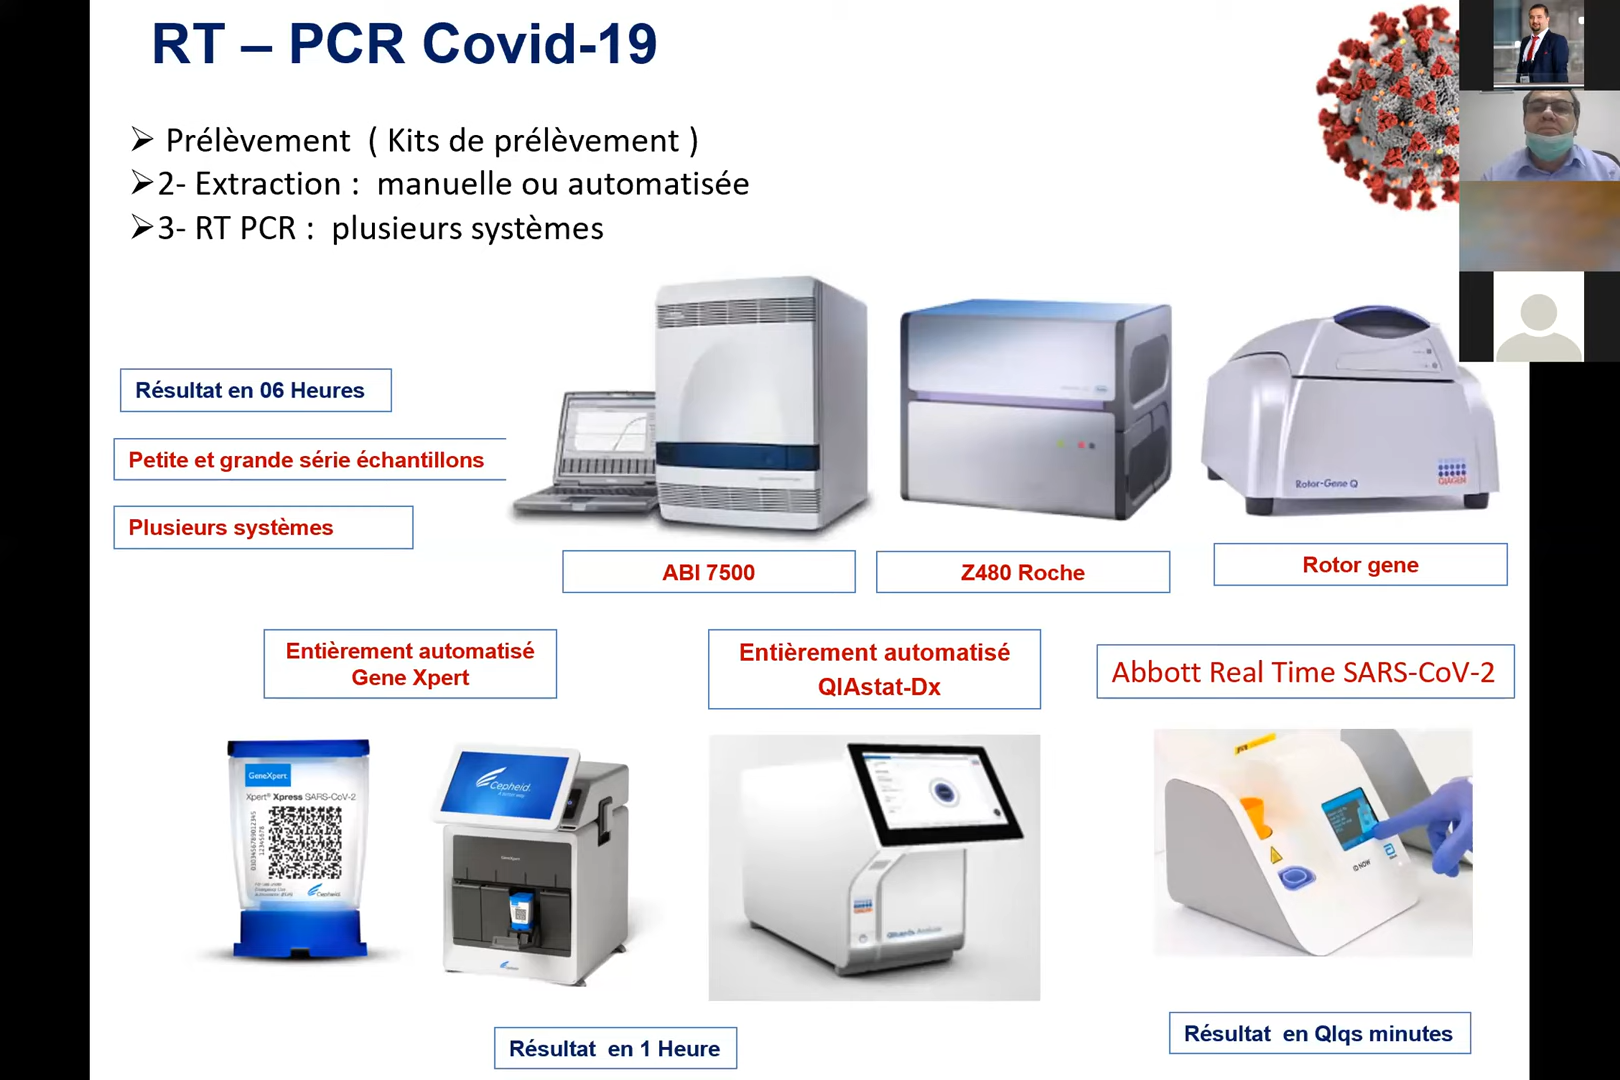 RT – PCR Covid-19
➢ Prélèvement ( Kits de prélèvement )
➢2- Extraction : manuelle ou automatisée
➢3- RT PCR : plusieurs systèmes
Résultat en 06 Heures
Petite et grande série échantillons
Plusieurs systèmes
Rotor-Gene Q
QIAGEN
ABI 7500
Z480 Roche
Rotor gene
Entièrement automatisé
Gene Xpert
Entièrement automatisé
QIAstat-Dx
Abbott Real Time SARS-CoV-2
GeneXpert
Xpert® Xpress SARS-CoV-2
Cepheid
Cepheid.
ID NOW
Résultat en 1 Heure
Résultat en Qlqs minutes